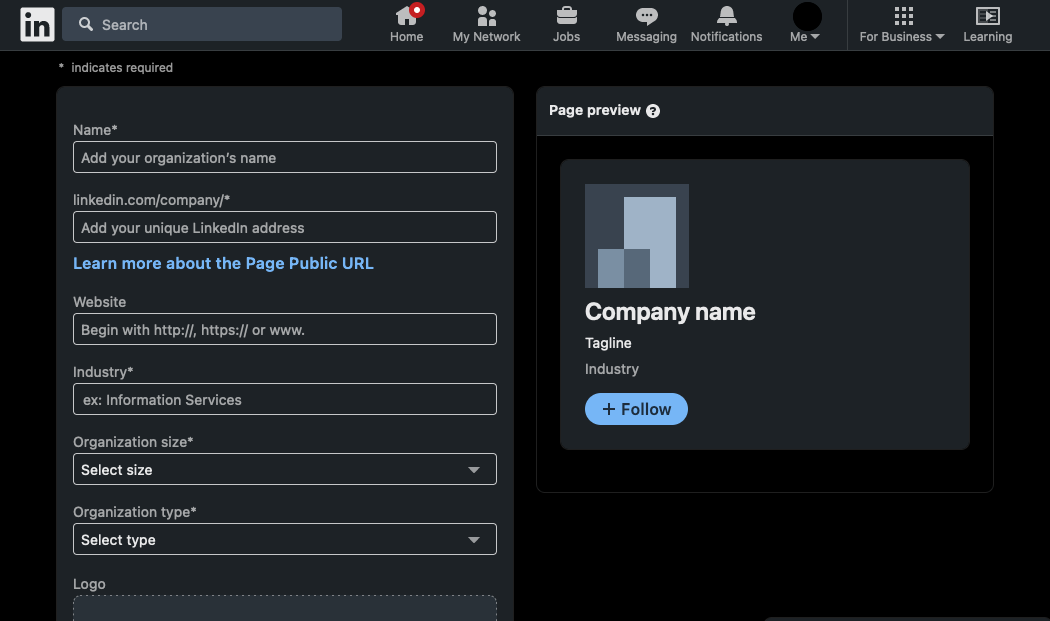 in
Search
Home
My Network
Jobs
Messaging
Notifications
Me
For Business
Learning
* indicates required
Name*
Add your organization's name
linkedin.com/company/*
Add your unique LinkedIn address
Learn more about the Page Public URL
Website
Begin with http://, https:// or www.
Industry*
ex: Information Services
Organization size*
Select size
Organization type*
Select type
Logo
Page preview ?
Company name
Tagline
Industry
+ Follow